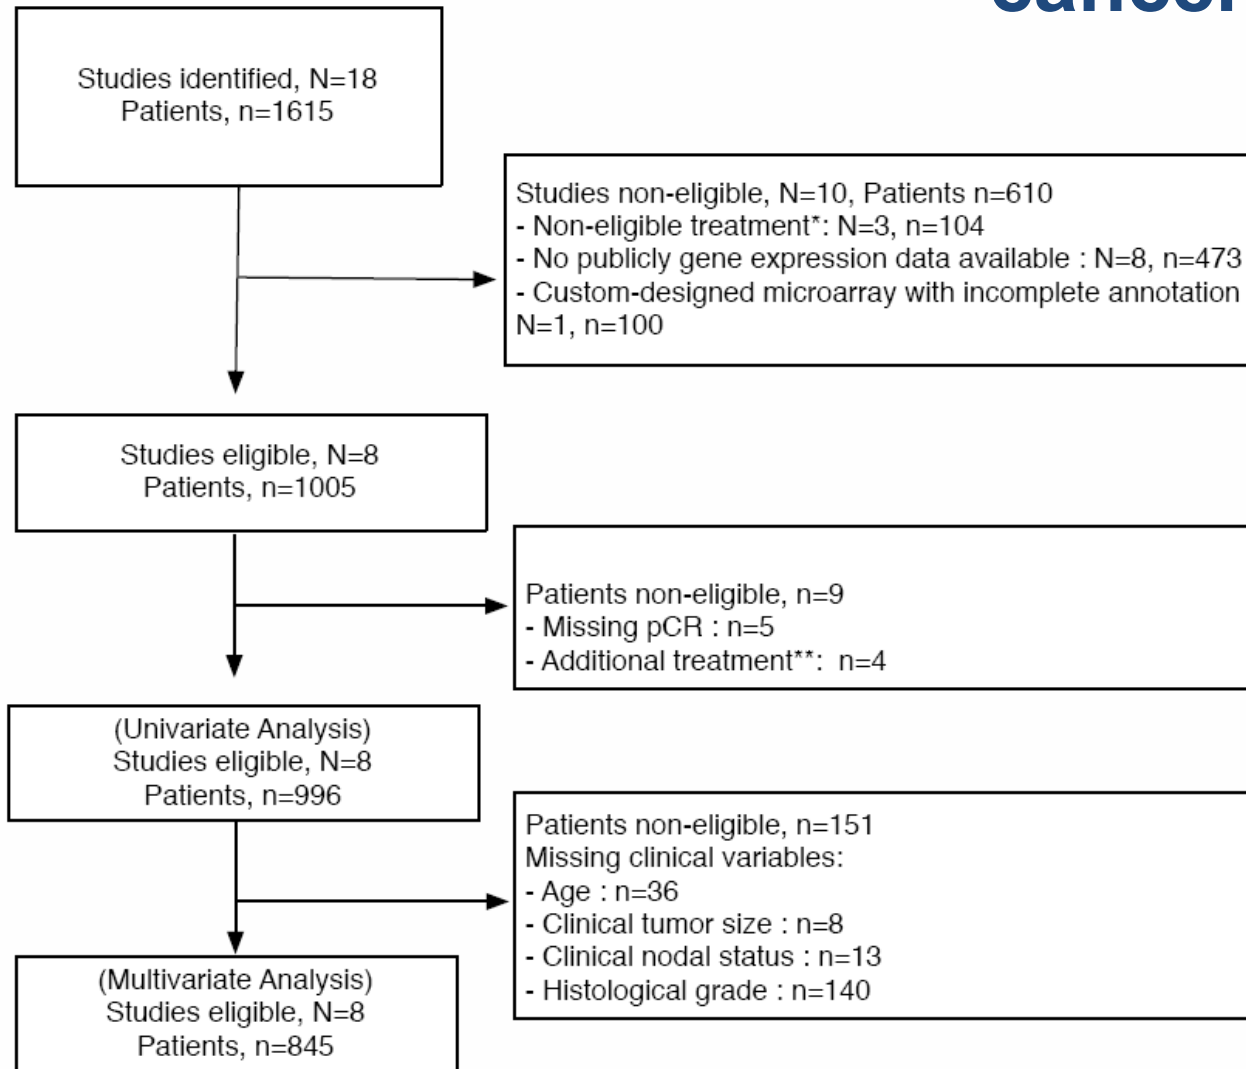 cancer
Studies identified, N=18
Patients, n=1615
Studies non-eligible, N=10, Patients n=610
- Non-eligible treatment*: N=3, n=104
- No publicly gene expression data available : N=8, n=473
- Custom-designed microarray with incomplete annotation
N=1, n=100
Studies eligible, N=8
Patients, n=1005
Patients non-eligible, n=9
- Missing pCR : n=5
- Additional treatment**: n=4
(Univariate Analysis)
Studies eligible, N=8
Patients, n=996
Patients non-eligible, n=151
Missing clinical variables:
- Age : n=36
- Clinical tumor size : n=8
- Clinical nodal status : n=13
- Histological grade : n=140
(Multivariate Analysis)
Studies eligible, N=8
Patients, n=845